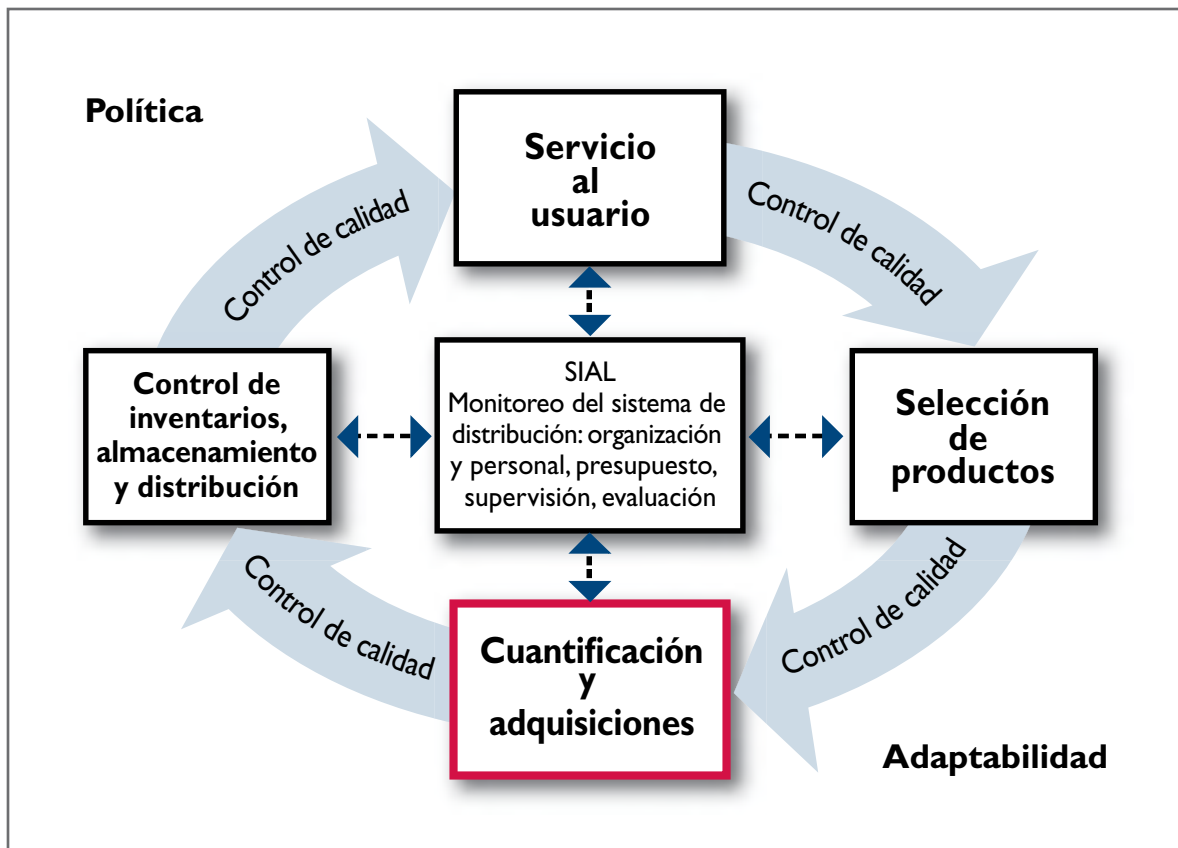 Política
Servicio
al
usuario
Control de calidad
Control de calidad
Control de
inventarios,
almacenamiento
y distribución
SIAL
Monitoreo del sistema de
distribución: organización
y personal, presupuesto,
supervisión, evaluación
Selección
de
productos
Control de calidad
Control de calidad
Cuantificación
y
adquisiciones
Adaptabilidad